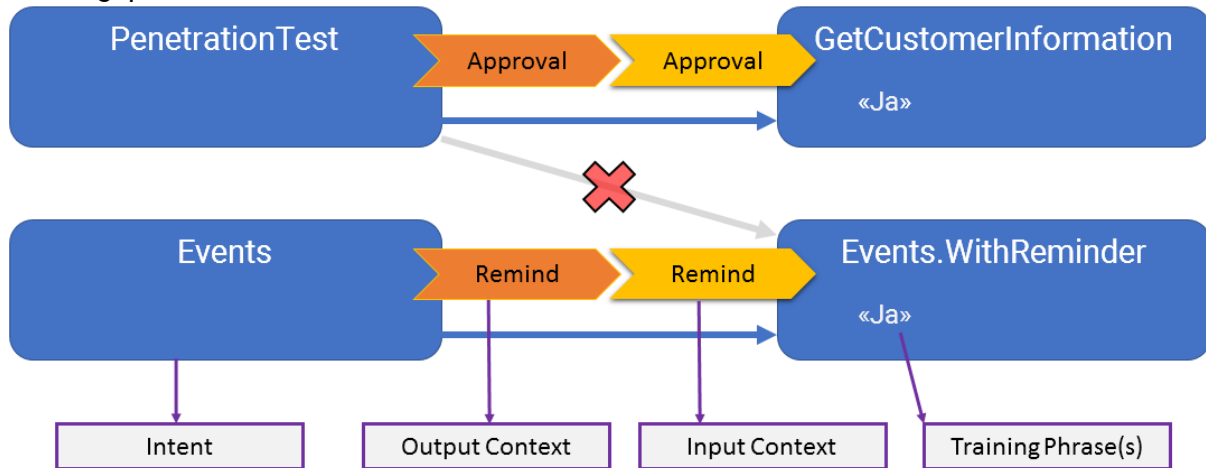 PenetrationTest
Approval
Approval
GetCustomerInformation
«Ja»
Events
Remind
Remind
Events.WithReminder
«Ja»
Intent
Output Context
Input Context
Training Phrase(s)